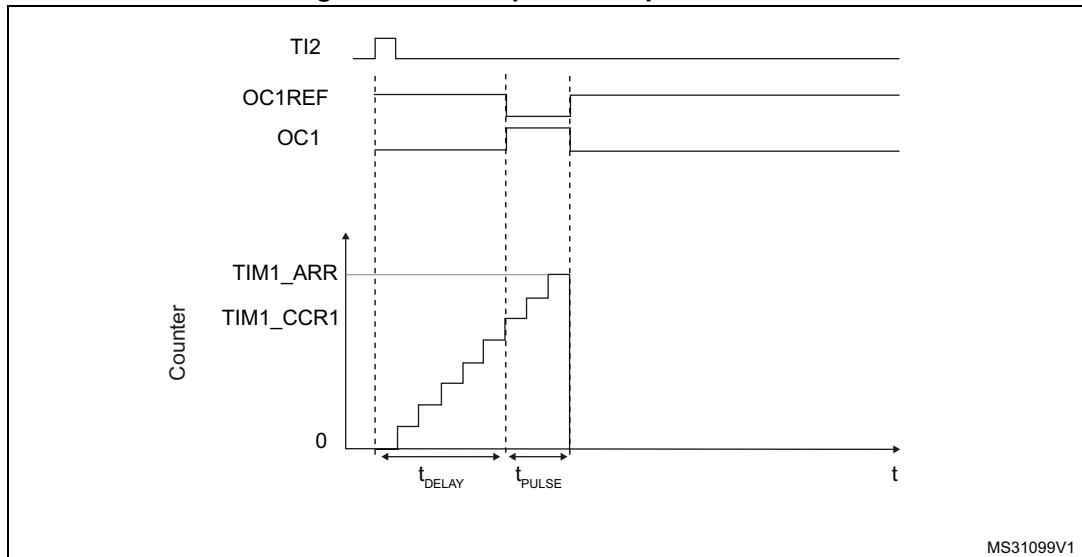 TI2
OC1REF
OC1
TIM1_ARR
TIM1_CCR1
Counter
0
tDELAY
tPULSE
t
MS31099V1